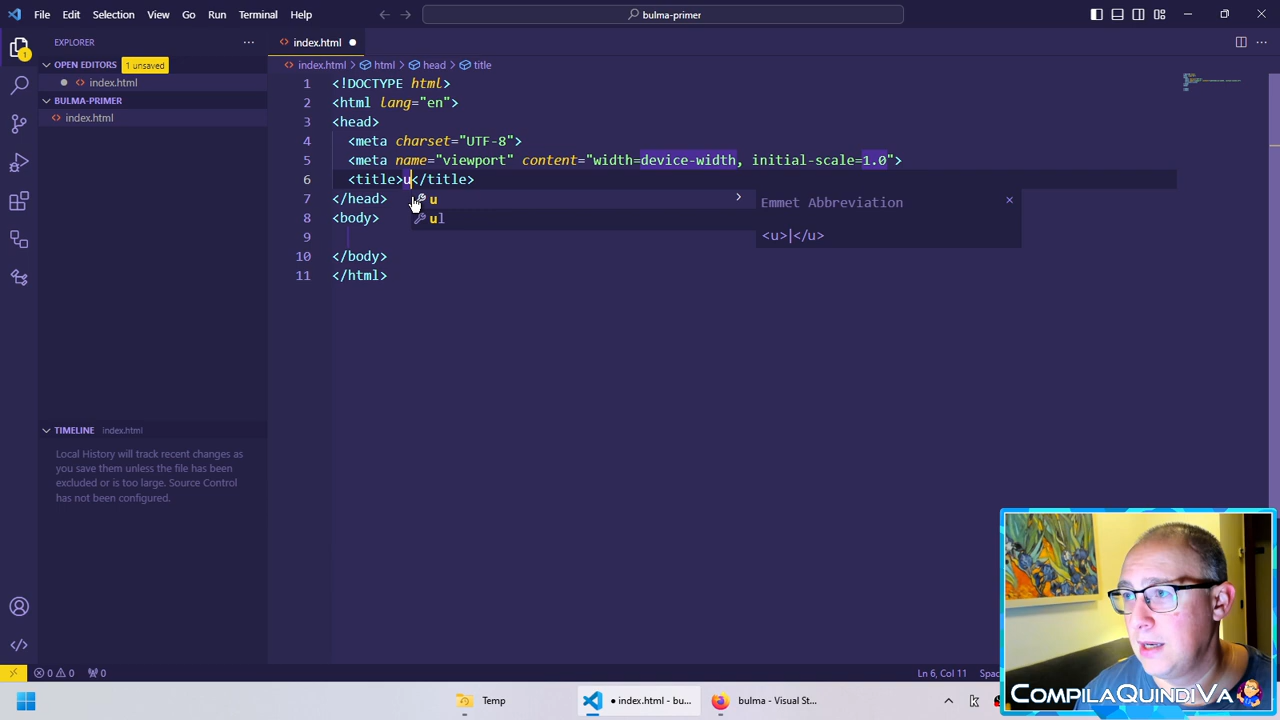 File Edit Selection View Go Run Terminal Help
bulma-primer
EXPLORER
index.html
OPEN EDITORS 1 unsaved
index.html
BULMA-PRIMER
index.html
index.html > html > head > title
1 <!DOCTYPE html>
2 <html lang="en">
3 <head>
4 <meta charset="UTF-8">
5 <meta name="viewport" content="width=device-width, initial-scale=1.0">
6 <title>u</title>
7 </head>
8 <body>
9
10 </body>
11 </html>
u
ul
Emmet Abbreviation
<u>|</u>
TIMELINE index.html
Local History will track recent changes as
you save them unless the file has been
excluded or is too large. Source Control
has not been configured.
0 0 0
Ln 6, Col 11
Temp
index.html - bu...
bulma - Visual St...
COMPILAQUINDIVA